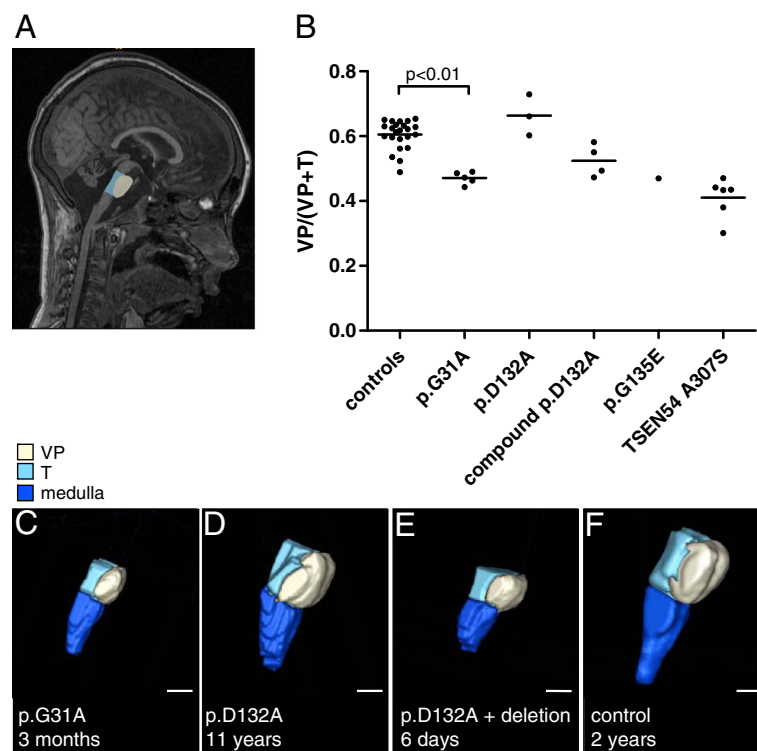 A
B
p<0.01
0.8
0.6
0.4
0.2
0.0
VP/(VP+T)
controls
p.G31A
p.D132A
compound p.D132A
p.G135E
TSEN54 A307S
VP
T
medulla
C
D
E
F
p.G31A
3 months
p.D132A
11 years
p.D132A + deletion
6 days
control
2 years